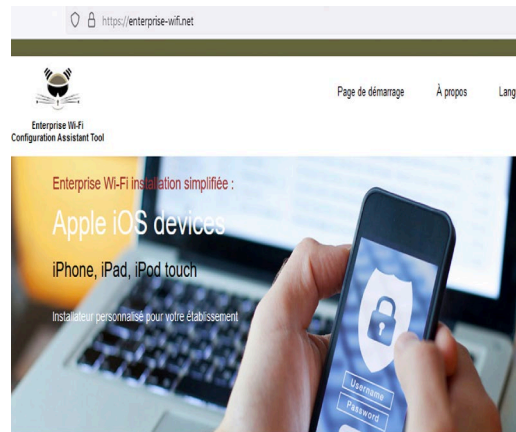 https://enterprise-wifi.net
Page de démarrage À propos Lang
Enterprise Wi-Fi
Configuration Assistant Tool
Enterprise Wi-Fi installation simplifiée :
Apple iOS devices
iPhone, iPad, iPod touch
Installateur personnalisé pour votre établissement
Username
Password